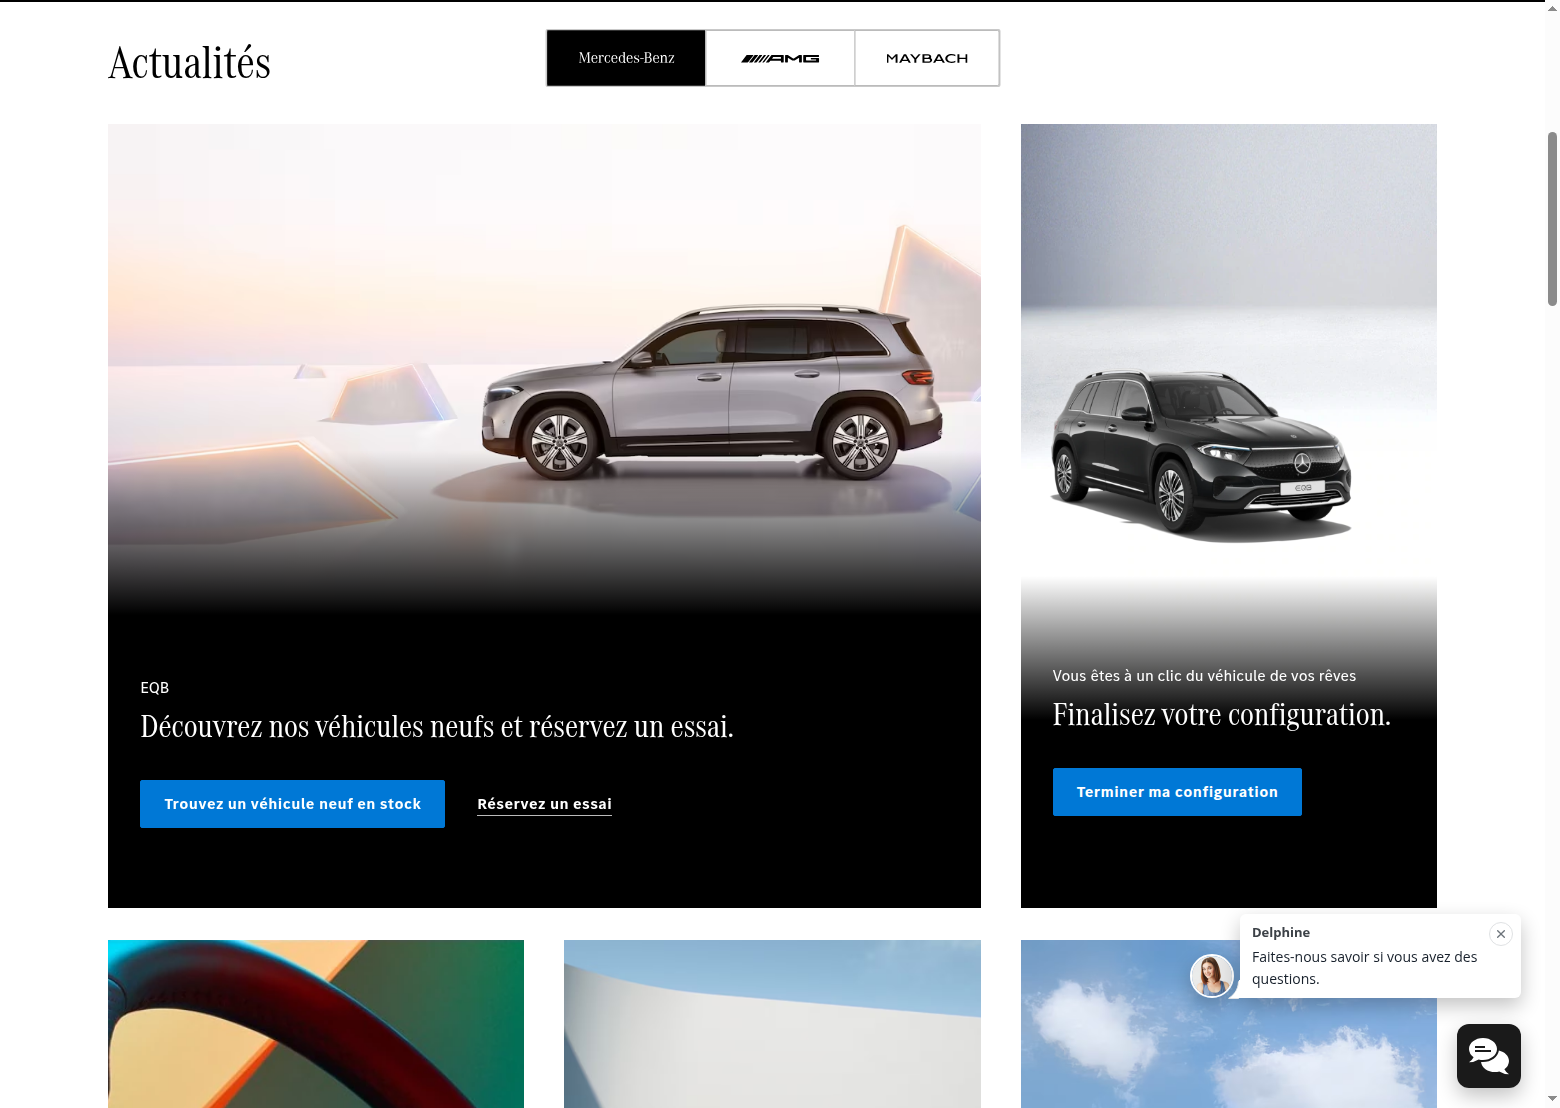 Actualités
Mercedes-Benz
AMG
MAYBACH
EQB
Découvrez nos véhicules neufs et réservez un essai.
Trouvez un véhicule neuf en stock
Réservez un essai
EQB
Vous êtes à un clic du véhicule de vos rêves
Finalisez votre configuration.
Terminer ma configuration
Delphine
Faites-nous savoir si vous avez des
questions.